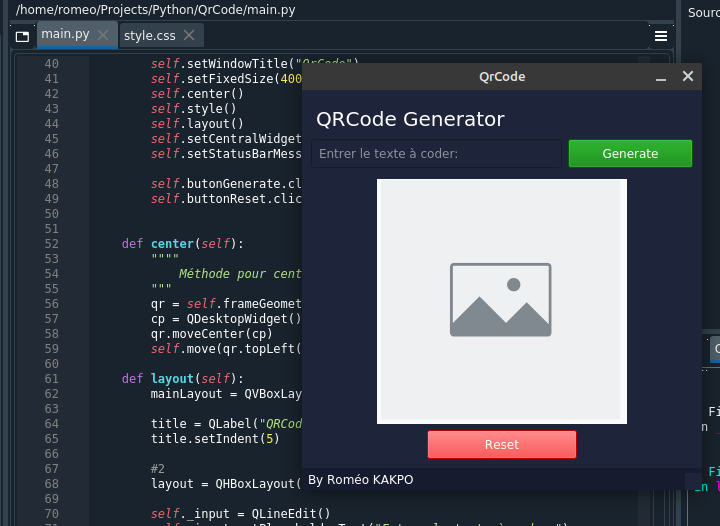 /home/romeo/Projects/Python/QrCode/main.py
Sourc
main.py
style.css
40 self.setWindowTitle("QrCode")
41 self.setFixedSize(400
42 self.center()
43 self.style()
44 self.layout()
45 self.setCentralWidget
46 self.setStatusBarMess
47
48 self.butonGenerate.cl
49 self.buttonReset.clic
50
51
52 def center(self):
53 """"
54 Méthode pour cent
55 """
56 qr = self.frameGeomet
57 cp = QDesktopWidget()
58 qr.moveCenter(cp)
59 self.move(qr.topLeft(
60
61 def layout(self):
62 mainLayout = QVBoxLay
63
64 title = QLabel("QRCod
65 title.setIndent(5)
66
67 #2
68 layout = QHBoxLayout(
69
70 self._input = QLineEdit()
QrCode
QRCode Generator
Entrer le texte à coder:
Generate
Reset
By Roméo KAKPO
Fi
n
Fi
in